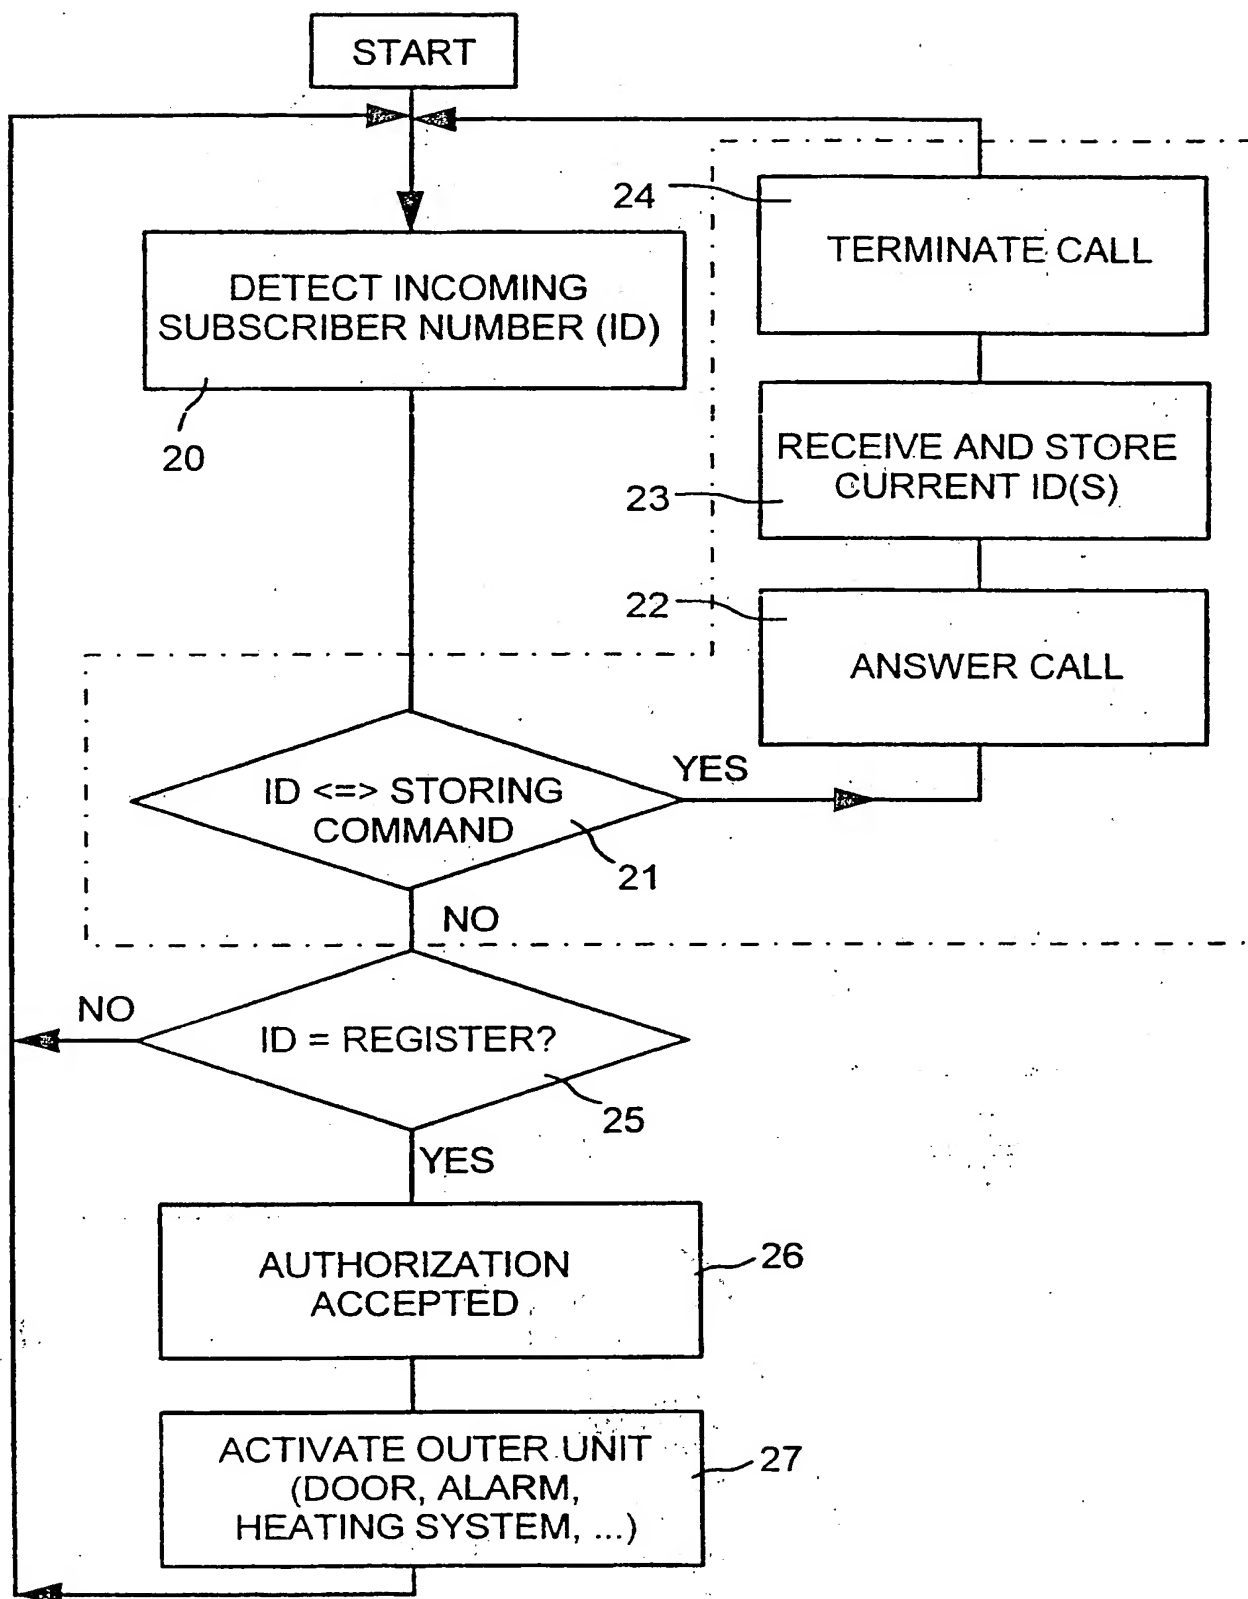 START
24
TERMINATE CALL
DETECT INCOMING
SUBSCRIBER NUMBER (ID)
20
RECEIVE AND STORE
CURRENT ID(S)
23
22
ANSWER CALL
ID <=> STORING
COMMAND
YES
21
NO
NO
ID = REGISTER?
25
YES
AUTHORIZATION
ACCEPTED
26
ACTIVATE OUTER UNIT
(DOOR, ALARM,
HEATING SYSTEM, ...)
27